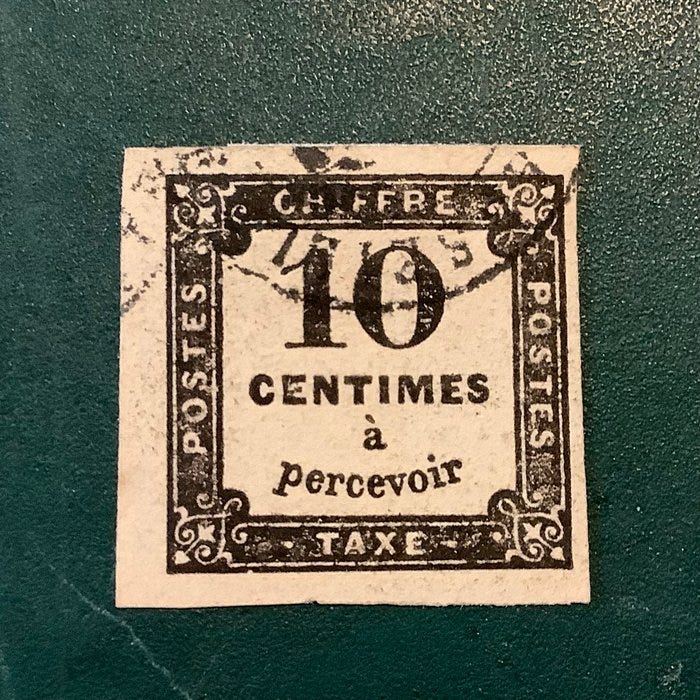 CHIFFRE
POSTES
10
CENTIMES
à
percevoir
POSTES
TAXE